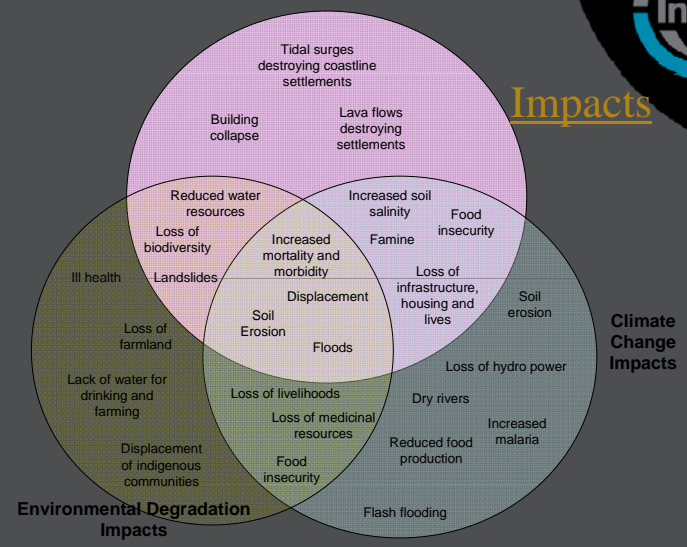 In
Impacts
Tidal surges
destroying coastline
settlements
Building
collapse
Lava flows
destroying
settlements
Reduced water
resources
Loss of
biodiversity
Landslides
Increased soil
salinity
Food
insecurity
Famine
Loss of
infrastructure,
housing and
lives
Increased
mortality and
morbidity
Displacement
Soil
Erosion
Floods
Ill health
Loss of
farmland
Lack of water for
drinking and
farming
Displacement
of indigenous
communities
Environmental Degradation
Impacts
Loss of livelihoods
Loss of medicinal
resources
Food
insecurity
Soil
erosion
Loss of hydro power
Dry rivers
Increased
malaria
Reduced food
production
Flash flooding
Climate
Change
Impacts